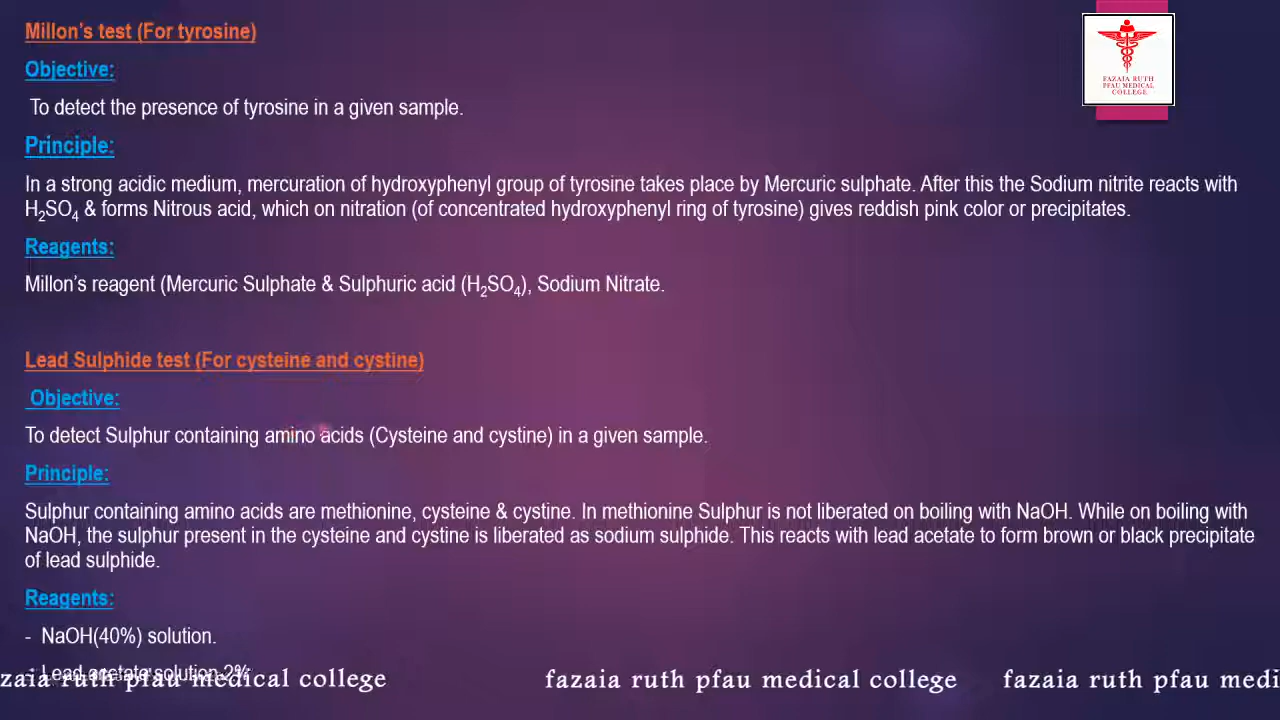 Millon's test (For tyrosine)
FAZAIA RUTH
PFAU MEDICAL
COLLEGE
Objective:
To detect the presence of tyrosine in a given sample.
Principle:
In a strong acidic medium, mercuration of hydroxyphenyl group of tyrosine takes place by Mercuric sulphate. After this the Sodium nitrite reacts with
H₂SO₄ & forms Nitrous acid, which on nitration (of concentrated hydroxyphenyl ring of tyrosine) gives reddish pink color or precipitates.
Reagents:
Millon's reagent (Mercuric Sulphate & Sulphuric acid (H₂SO₄), Sodium Nitrate.
Lead Sulphide test (For cysteine and cystine)
Objective:
To detect Sulphur containing amino acids (Cysteine and cystine) in a given sample.
Principle:
Sulphur containing amino acids are methionine, cysteine & cystine. In methionine Sulphur is not liberated on boiling with NaOH. While on boiling with
NaOH, the sulphur present in the cysteine and cystine is liberated as sodium sulphide. This reacts with lead acetate to form brown or black precipitate
of lead sulphide.
Reagents:
- NaOH(40%) solution.
- Lead acetate solution 2%
zaia ruth pfau medical college fazaia ruth pfau medical college fazaia ruth pfau medi